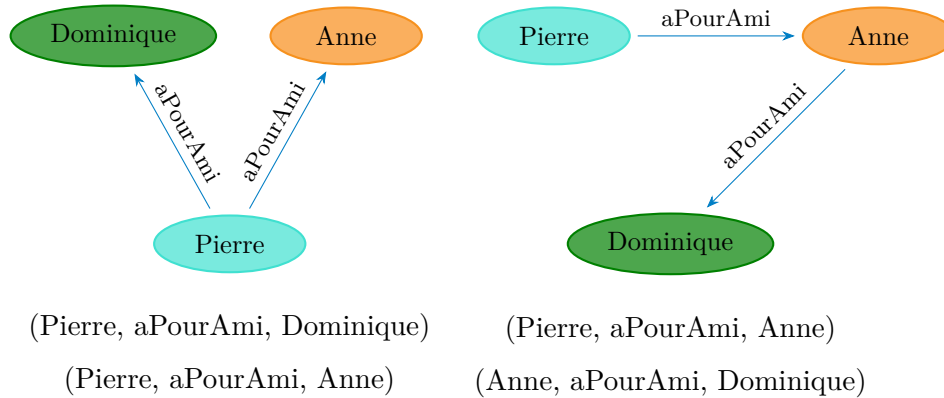 Dominique
Anne
aPourAmi
aPourAmi
Pierre
(Pierre, aPourAmi, Dominique)
(Pierre, aPourAmi, Anne)
Pierre
aPourAmi
Anne
aPourAmi
Dominique
(Pierre, aPourAmi, Anne)
(Anne, aPourAmi, Dominique)